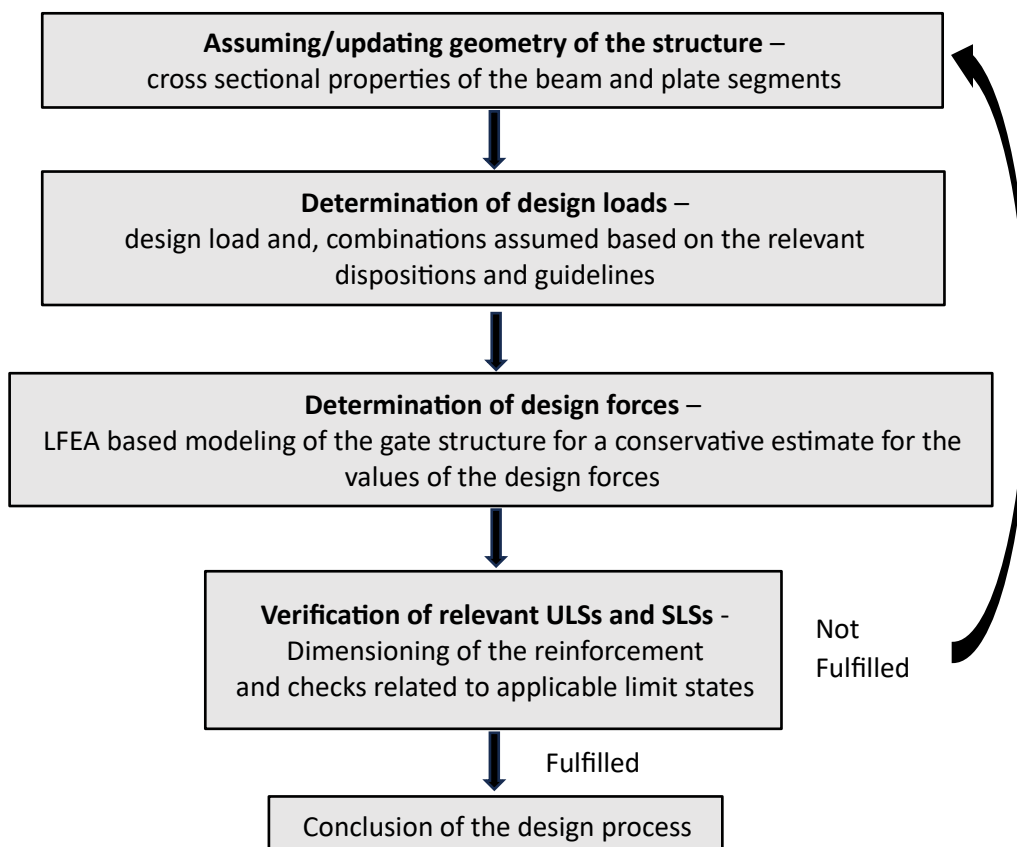 Assuming/updating geometry of the structure –
cross sectional properties of the beam and plate segments
Determination of design loads –
design load and, combinations assumed based on the relevant
dispositions and guidelines
Determination of design forces –
LFEA based modeling of the gate structure for a conservative estimate for the
values of the design forces
Verification of relevant ULSs and SLSs -
Dimensioning of the reinforcement
and checks related to applicable limit states
Not
Fulfilled
Fulfilled
Conclusion of the design process